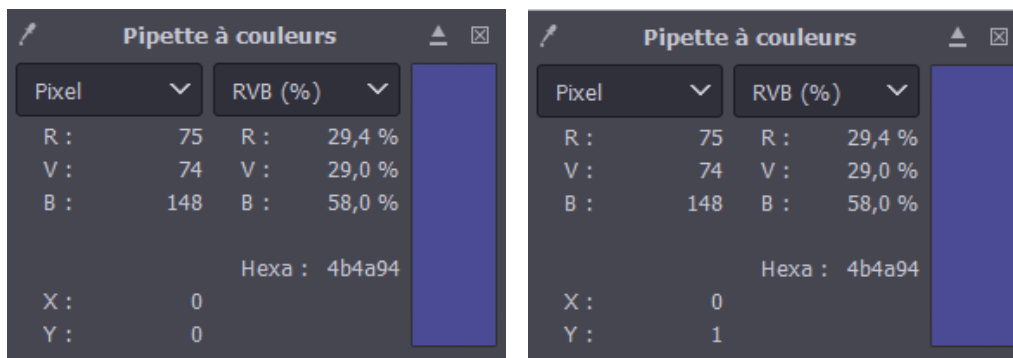 Pipette à couleurs
Pixel RVB (%)
R : 75 R : 29,4 %
V : 74 V : 29,0 %
B : 148 B : 58,0 %
Hexa : 4b4a94
X : 0
Y : 0
Pipette à couleurs
Pixel RVB (%)
R : 75 R : 29,4 %
V : 74 V : 29,0 %
B : 148 B : 58,0 %
Hexa : 4b4a94
X : 0
Y : 1